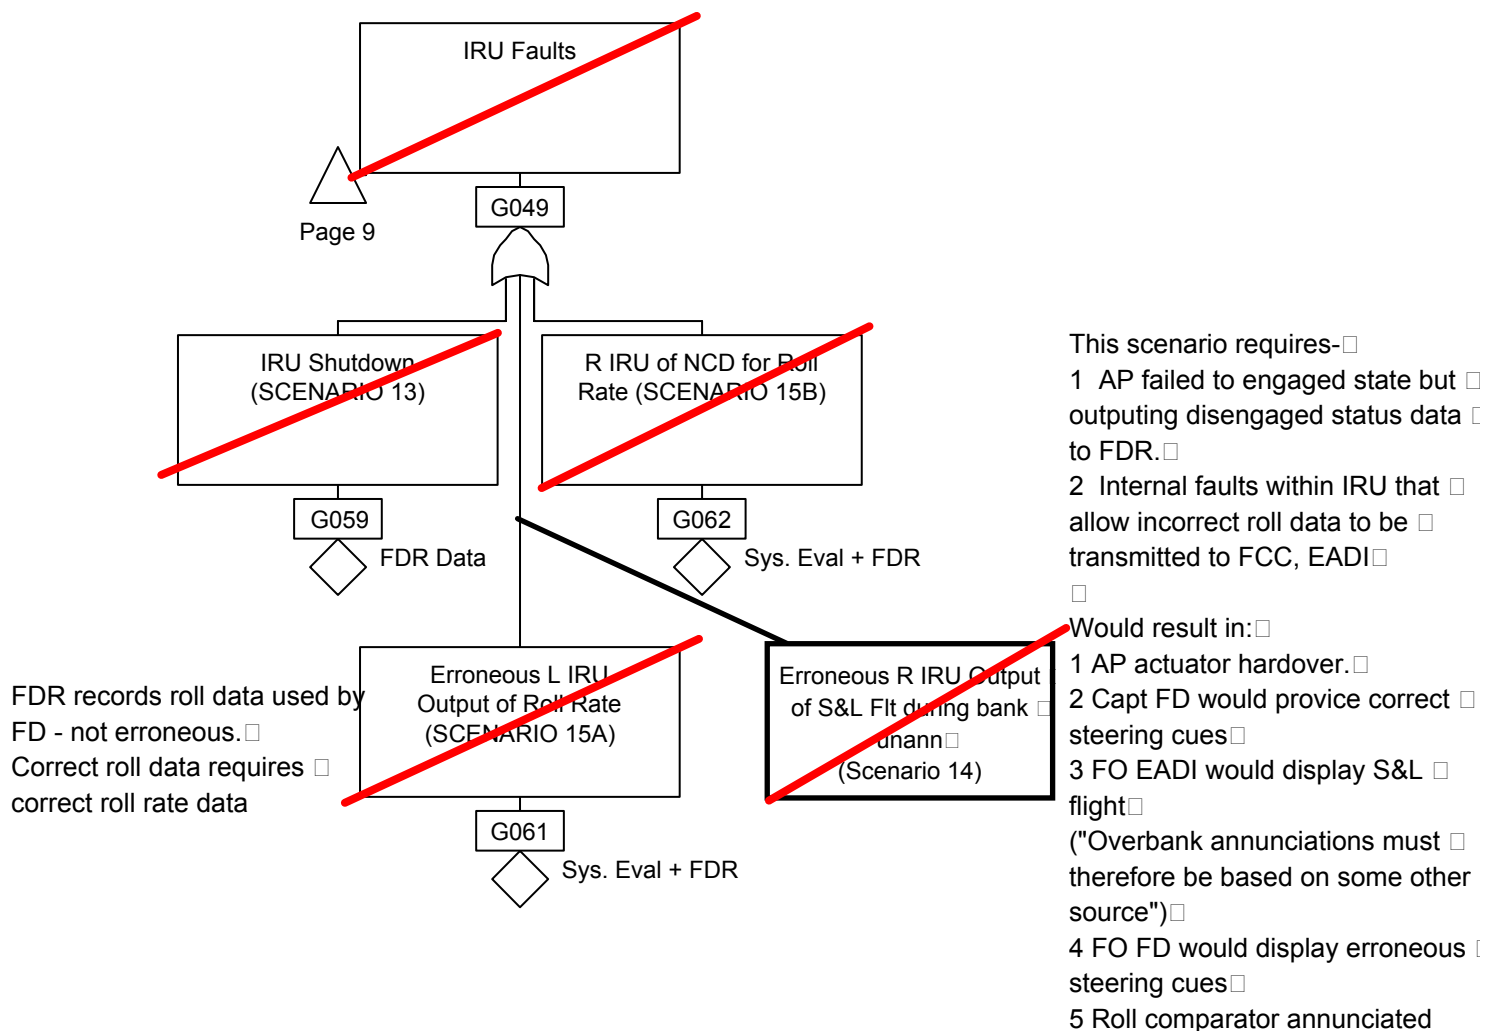 IRU Faults
Page 9
G049
IRU Shutdown
(SCENARIO 13)
R IRU of NCD for Roll
Rate (SCENARIO 15B)
G059
FDR Data
G062
Sys. Eval + FDR
Erroneous L IRU
Output of Roll Rate
(SCENARIO 15A)
G061
Sys. Eval + FDR
Erroneous R IRU Output
of S&L Flt during bank
unann
(Scenario 14)
FDR records roll data used by
FD - not erroneous.
Correct roll data requires
correct roll rate data
This scenario requires-
1 AP failed to engaged state but
outputing disengaged status data
to FDR.
2 Internal faults within IRU that
allow incorrect roll data to be
transmitted to FCC, EADI
Would result in:
1 AP actuator hardover.
2 Capt FD would provice correct
steering cues
3 FO EADI would display S&L
flight
("Overbank annunciations must
therefore be based on some other
source")
4 FO FD would display erroneous
steering cues
5 Roll comparator annunciated